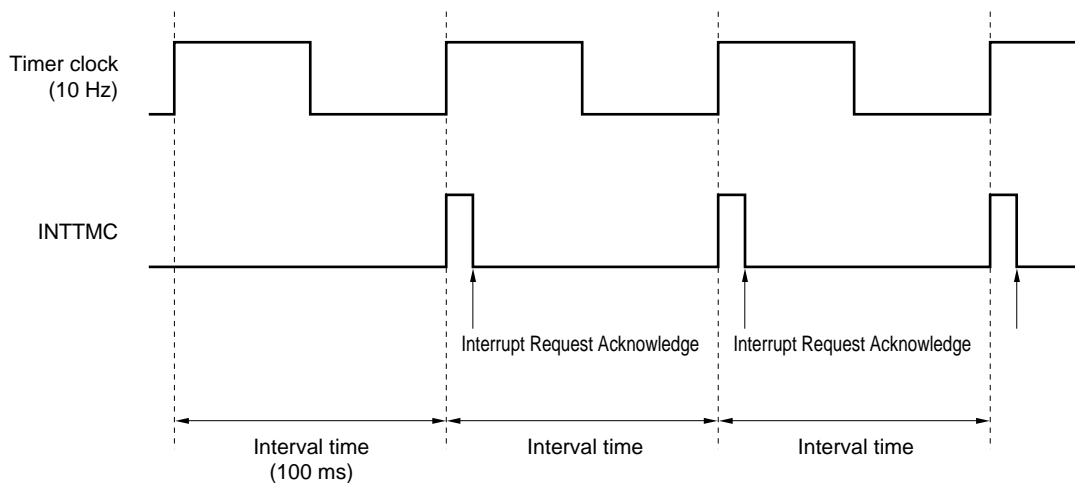 Timer clock
(10 Hz)
INTTMC
Interrupt Request Acknowledge
Interrupt Request Acknowledge
Interval time
(100 ms)
Interval time
Interval time